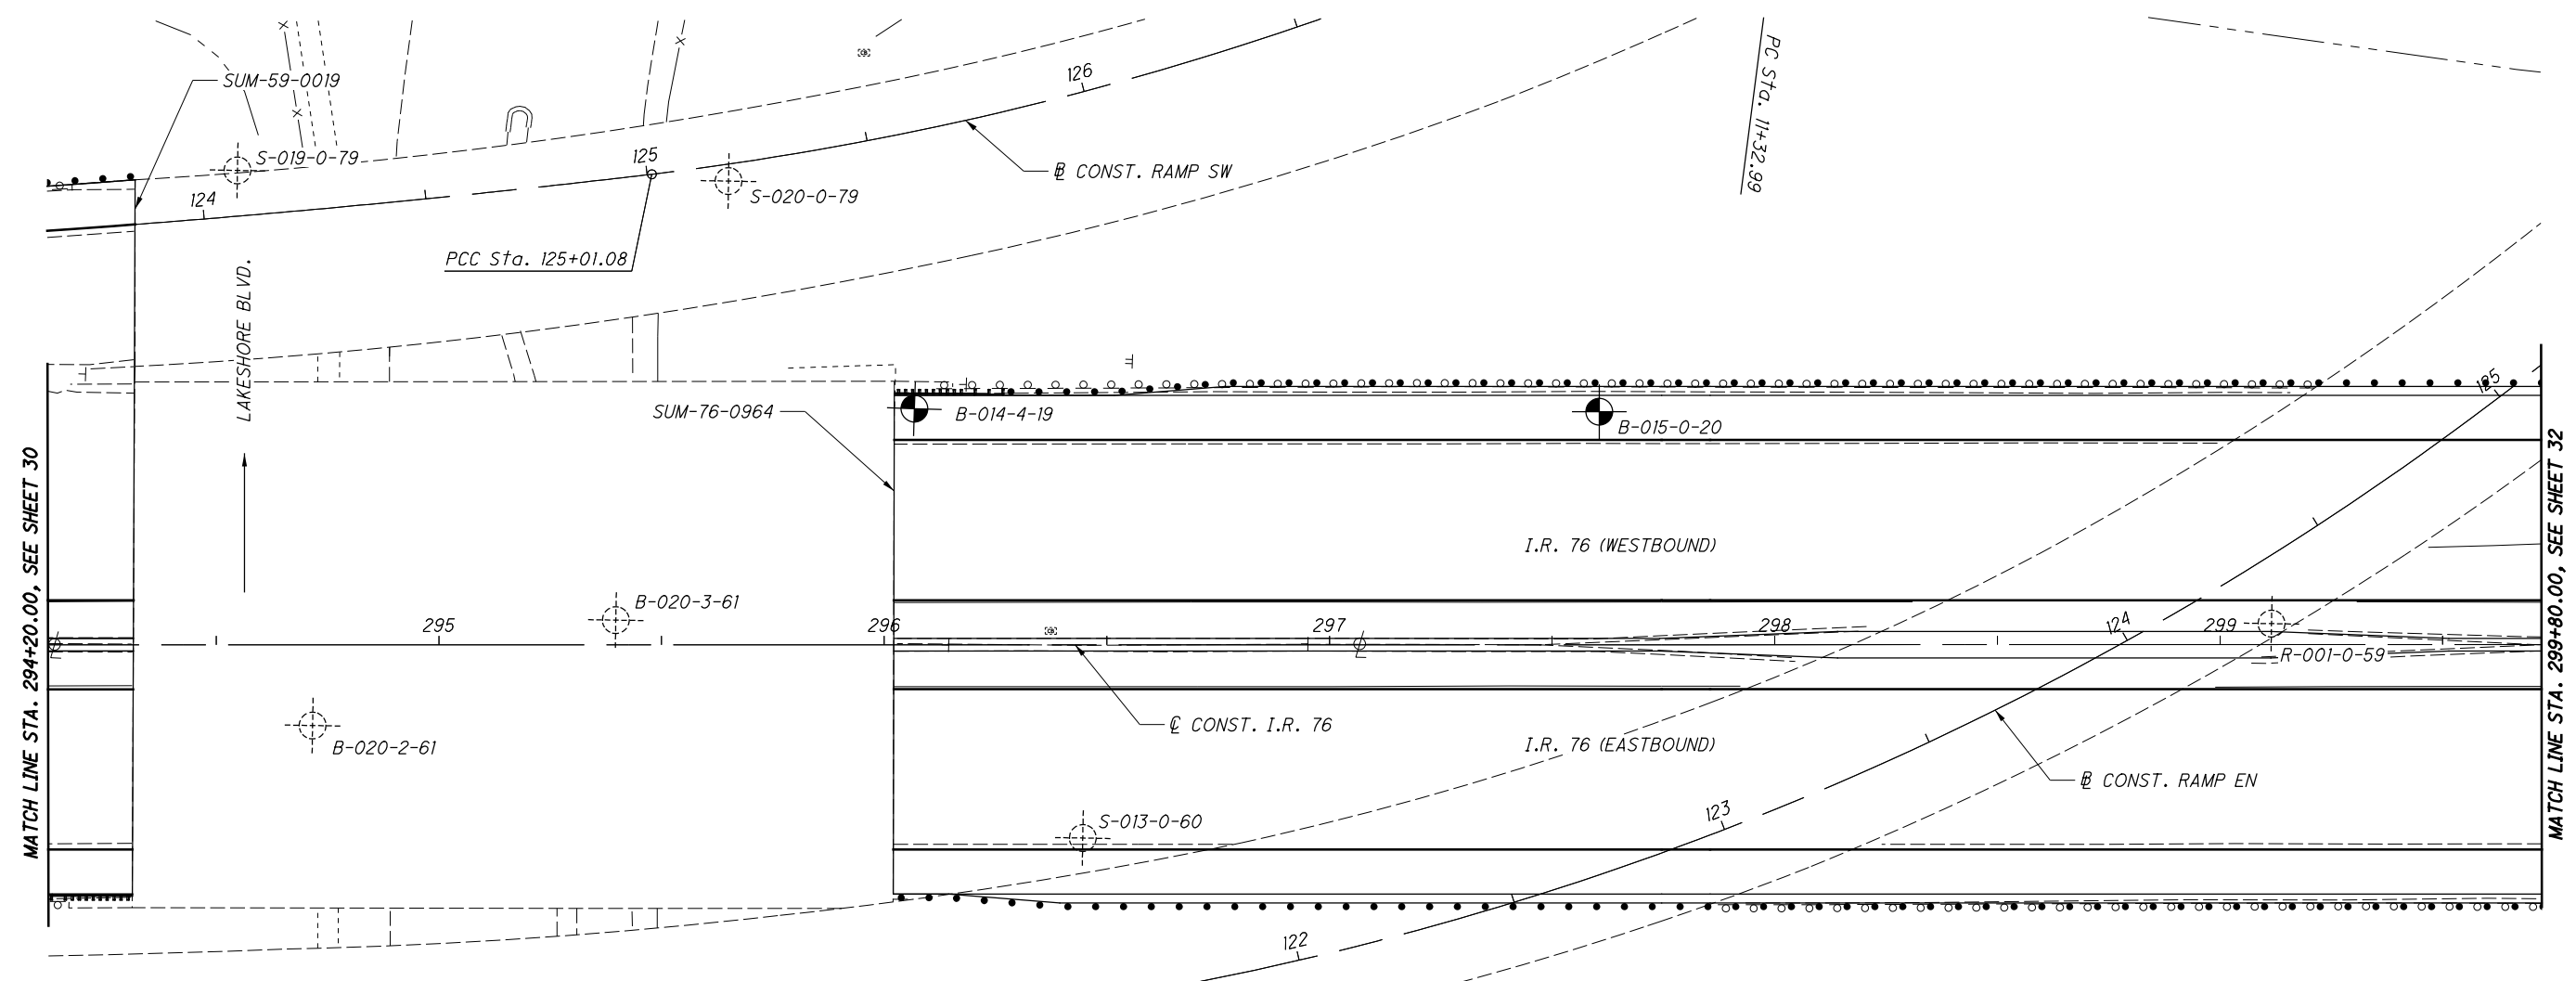 SUM-59-0019
S-019-0-79
124
125
126
S-020-0-79
PCC Sta. 125+01.08
℄ CONST. RAMP SW
PC Sta. 11+32.99
LAKESHORE BLVD.
SUM-76-0964
B-014-4-19
B-015-0-20
125
MATCH LINE STA. 294+20.00, SEE SHEET 30
MATCH LINE STA. 299+80.00, SEE SHEET 32
I.R. 76 (WESTBOUND)
B-020-3-61
295
296
297
298
124
299
R-001-0-59
B-020-2-61
℄ CONST. I.R. 76
I.R. 76 (EASTBOUND)
℄ CONST. RAMP EN
S-013-0-60
123
122